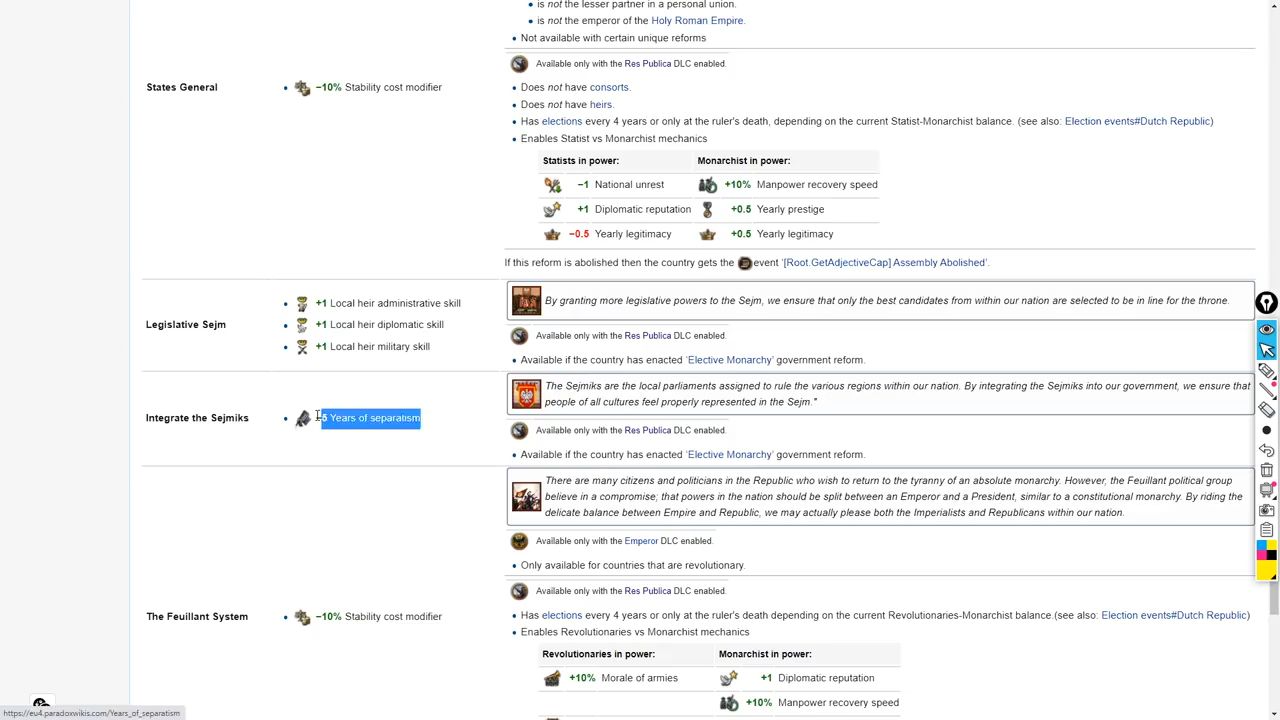 is not the lesser partner in a personal union.
is not the emperor of the Holy Roman Empire.
Not available with certain unique reforms
States General
−10% Stability cost modifier
Available only with the Res Publica DLC enabled.
Does not have consorts.
Does not have heirs.
Has elections every 4 years or only at the ruler's death, depending on the current Statist-Monarchist balance. (see also: Election events#Dutch Republic)
Enables Statist vs Monarchist mechanics
Statists in power: Monarchist in power:
−1 National unrest +10% Manpower recovery speed
+1 Diplomatic reputation +0.5 Yearly prestige
−0.5 Yearly legitimacy +0.5 Yearly legitimacy
If this reform is abolished then the country gets the event '[Root.GetAdjectiveCap] Assembly Abolished'.
Legislative Sejm
+1 Local heir administrative skill
+1 Local heir diplomatic skill
+1 Local heir military skill
By granting more legislative powers to the Sejm, we ensure that only the best candidates from within our nation are selected to be in line for the throne.
Available only with the Res Publica DLC enabled.
Available if the country has enacted 'Elective Monarchy' government reform.
Integrate the Sejmiks
5 Years of separatism
The Sejmiks are the local parliaments assigned to rule the various regions within our nation. By integrating the Sejmiks into our government, we ensure that
people of all cultures feel properly represented in the Sejm."
Available only with the Res Publica DLC enabled.
Available if the country has enacted 'Elective Monarchy' government reform.
The Feuillant System
−10% Stability cost modifier
There are many citizens and politicians in the Republic who wish to return to the tyranny of an absolute monarchy. However, the Feuillant political group
believe in a compromise; that powers in the nation should be split between an Emperor and a President, similar to a constitutional monarchy. By riding the
delicate balance between Empire and Republic, we may actually please both the Imperialists and Republicans within our nation.
Available only with the Emperor DLC enabled.
Only available for countries that are revolutionary.
Available only with the Res Publica DLC enabled.
Has elections every 4 years or only at the ruler's death depending on the current Revolutionaries-Monarchist balance.(see also: Election events#Dutch Republic)
Enables Revolutionaries vs Monarchist mechanics
Revolutionaries in power: Monarchist in power:
+10% Morale of armies +1 Diplomatic reputation
+10% Manpower recovery speed
https://eu4.paradoxwikis.com/Years_of_separatism